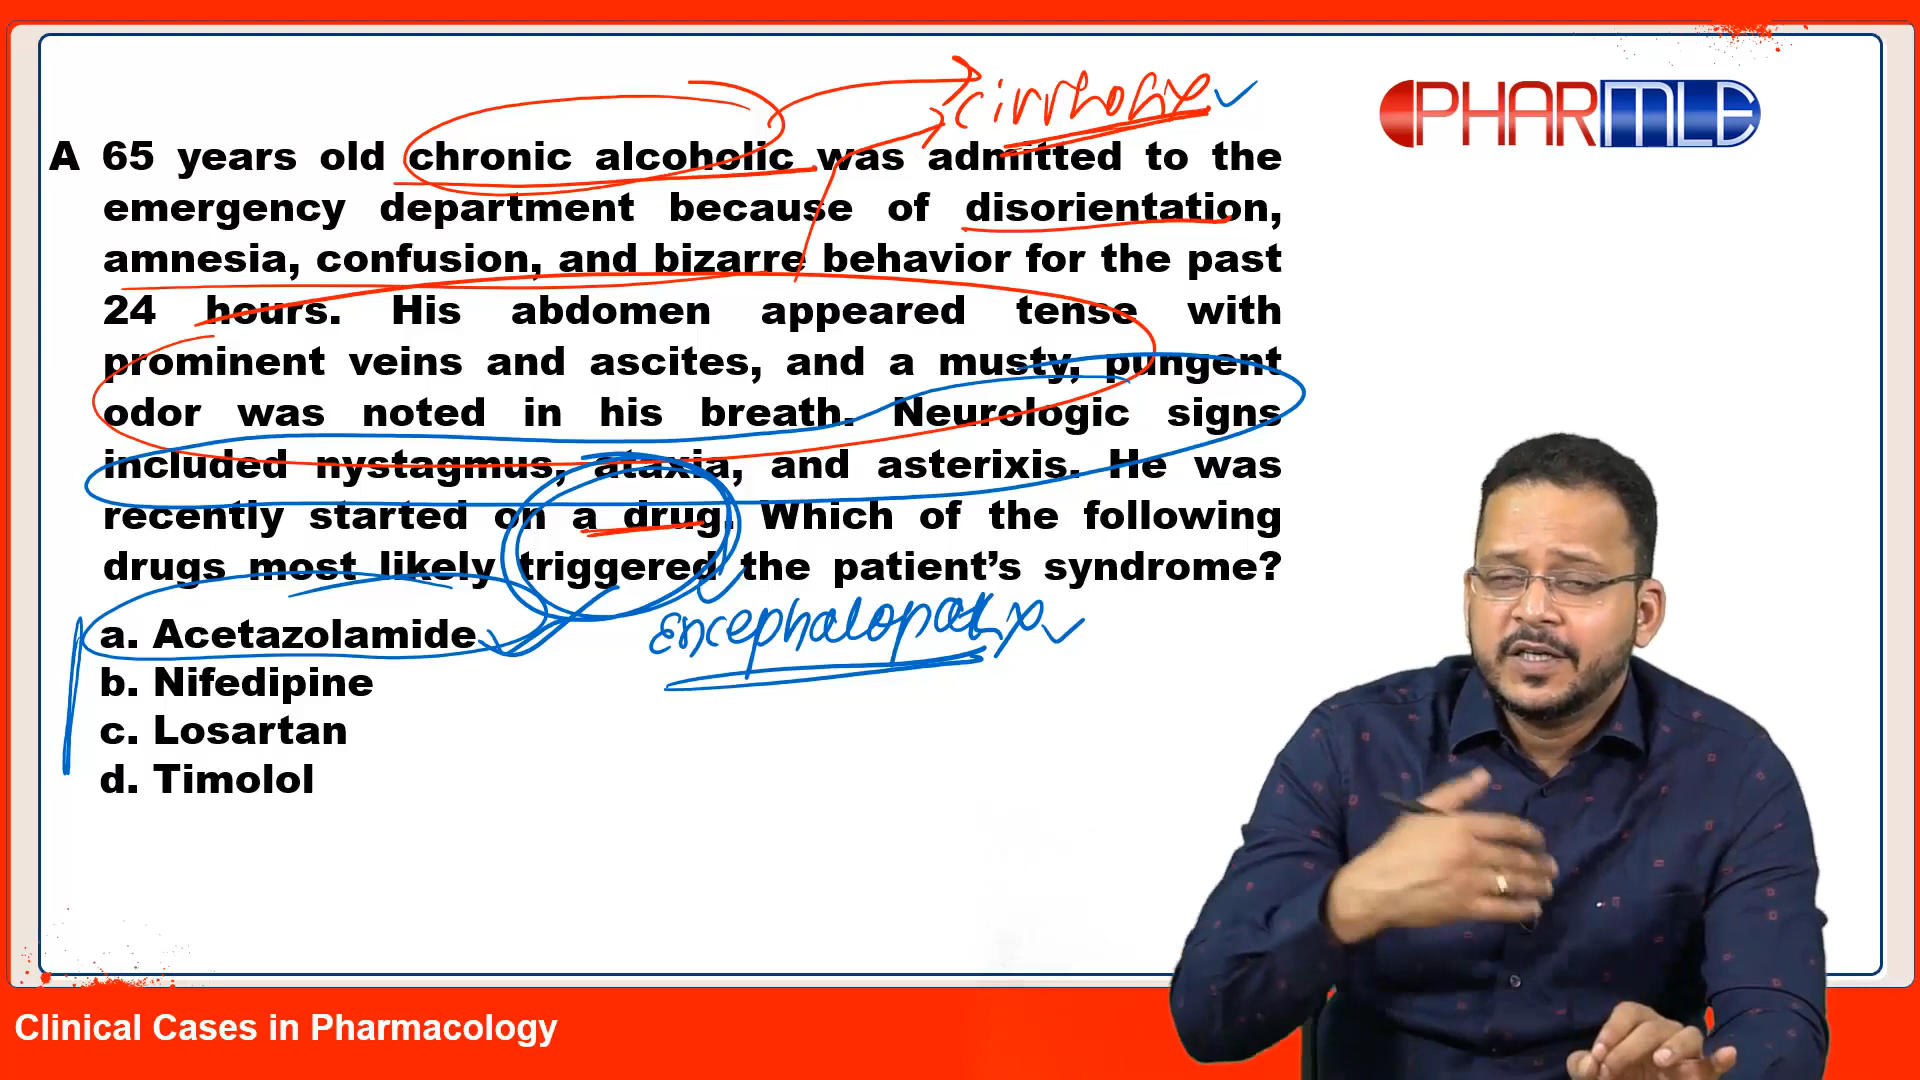 cirrhosis
PHARMLE
A 65 years old chronic alcoholic was admitted to the
emergency department because of disorientation,
amnesia, confusion, and bizarre behavior for the past
24 hours. His abdomen appeared tense with
prominent veins and ascites, and a musty, pungent
odor was noted in his breath. Neurologic signs
included nystagmus, ataxia, and asterixis. He was
recently started on a drug. Which of the following
drugs most likely triggered the patient's syndrome?
a. Acetazolamide
Encephalopathy
b. Nifedipine
c. Losartan
d. Timolol
Clinical Cases in Pharmacology